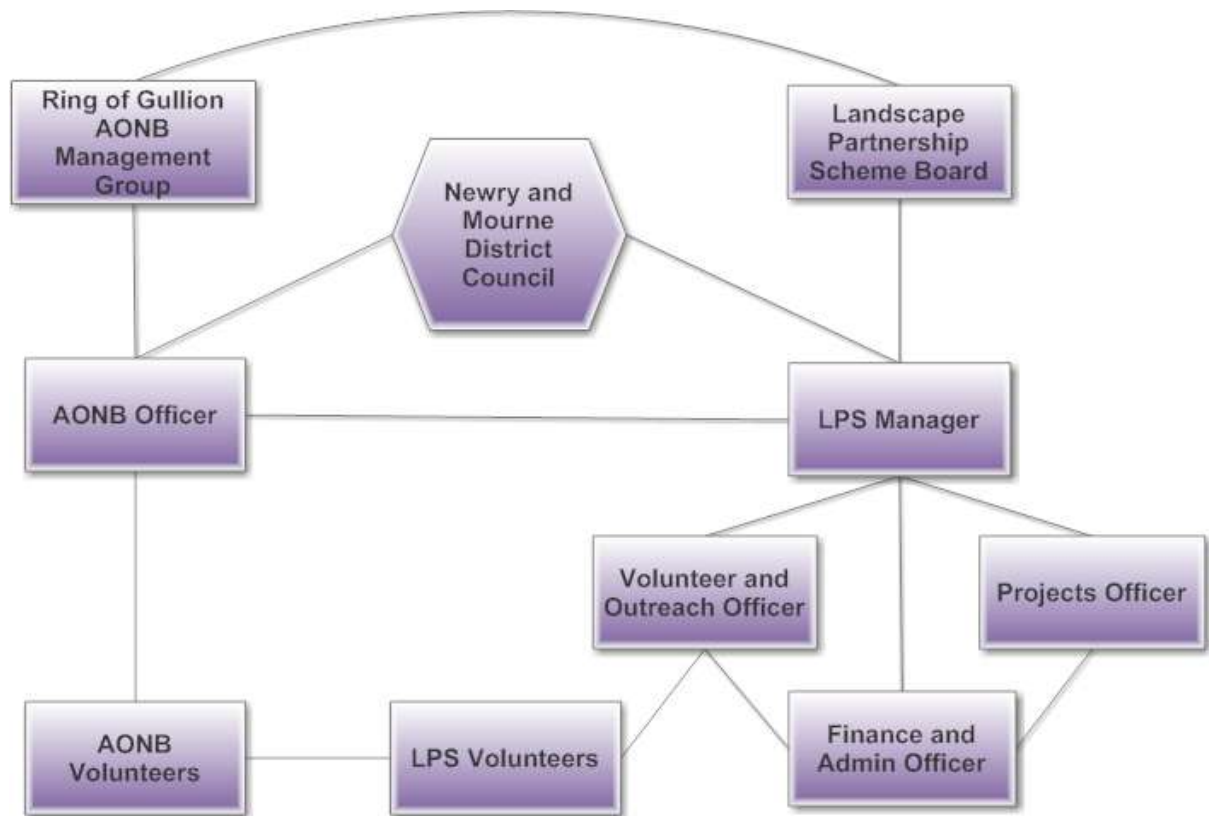 Ring of Gullion
AONB
Management
Group
Landscape
Partnership
Scheme Board
Newry and
Mourne
District
Council
AONB Officer
LPS Manager
Volunteer and
Outreach Officer
Projects Officer
AONB
Volunteers
LPS Volunteers
Finance and
Admin Officer